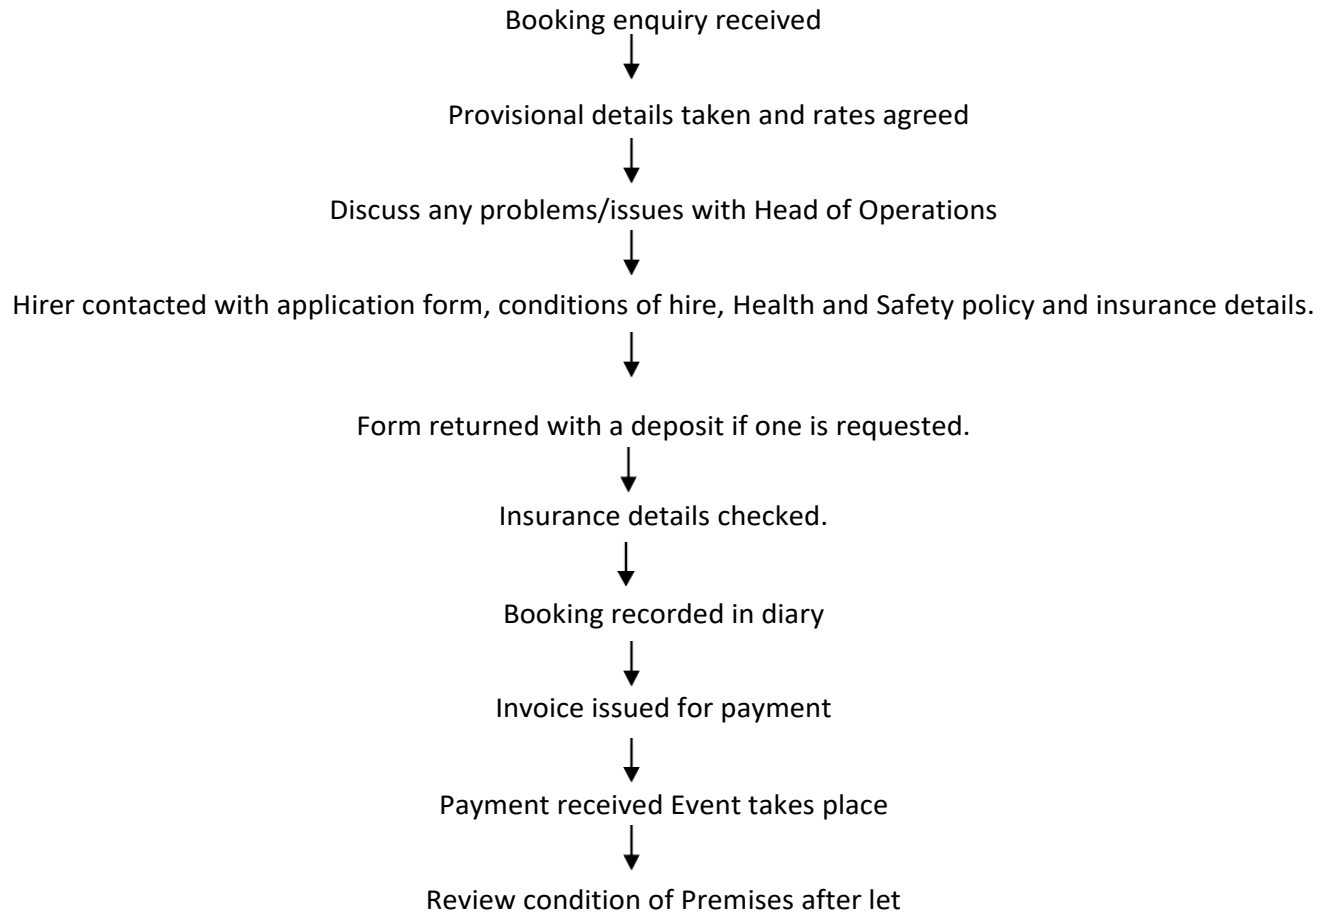 Booking enquiry received
Provisional details taken and rates agreed
Discuss any problems/issues with Head of Operations
Hirer contacted with application form, conditions of hire, Health and Safety policy and insurance details.
Form returned with a deposit if one is requested.
Insurance details checked.
Booking recorded in diary
Invoice issued for payment
Payment received Event takes place
Review condition of Premises after let